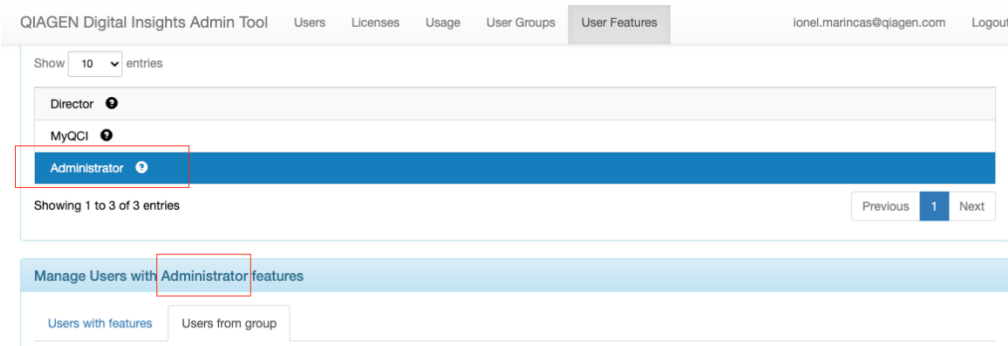 QIAGEN Digital Insights Admin Tool Users Licenses Usage User Groups User Features ionel.marincas@qiagen.com Logout
Show 10 entries
Director ?
MyQCI ?
Administrator ?
Showing 1 to 3 of 3 entries Previous 1 Next
Manage Users with Administrator features
Users with features Users from group